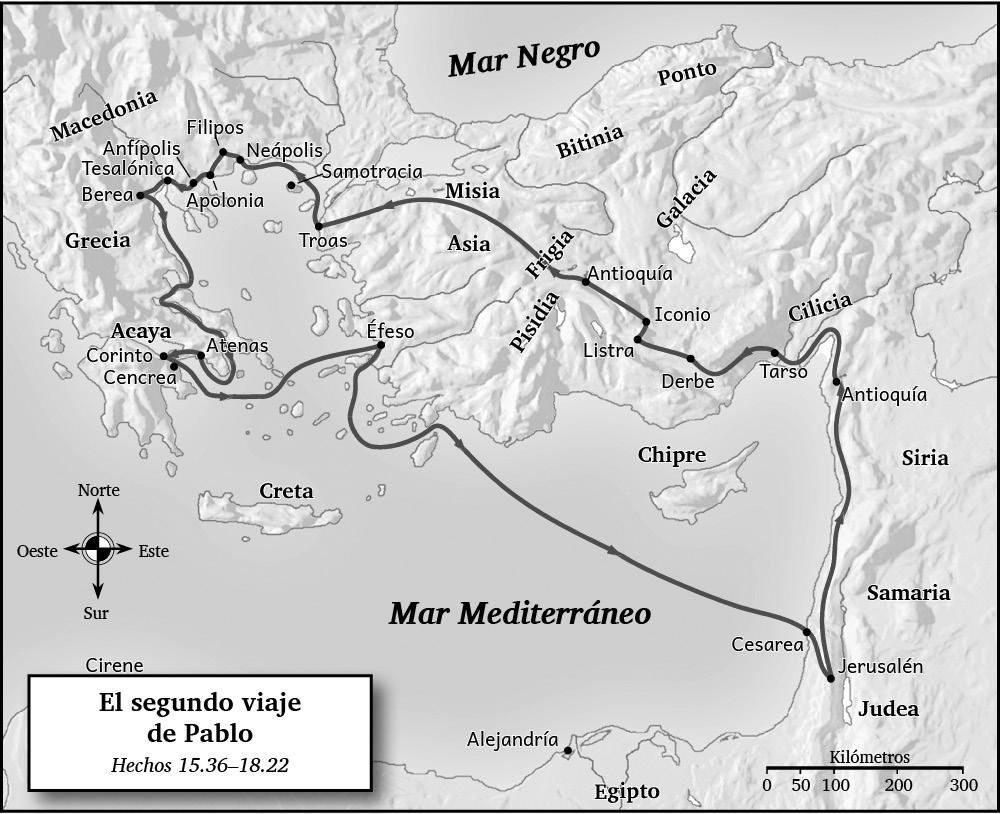 Mar Negro
Ponto
Macedonia
Bitinia
Filipos
Anfípolis
Neápolis
Tesalónica
Samotracia
Berea
Apolonia
Misia
Galacia
Grecia
Troas
Asia
Frigia
Antioquía
Pisidia
Iconio
Cilicia
Acaya
Éfeso
Atenas
Corinto
Listra
Cencrea
Derbe
Tarso
Antioquía
Chipre
Siria
Creta
Norte
Oeste
Este
Sur
Samaria
Mar Mediterráneo
Cesarea
Cirene
Jerusalén
Judea
El segundo viaje
de Pablo
Hechos 15.36–18.22
Alejandría
Egipto
Kilómetros
0 50 100 200 300